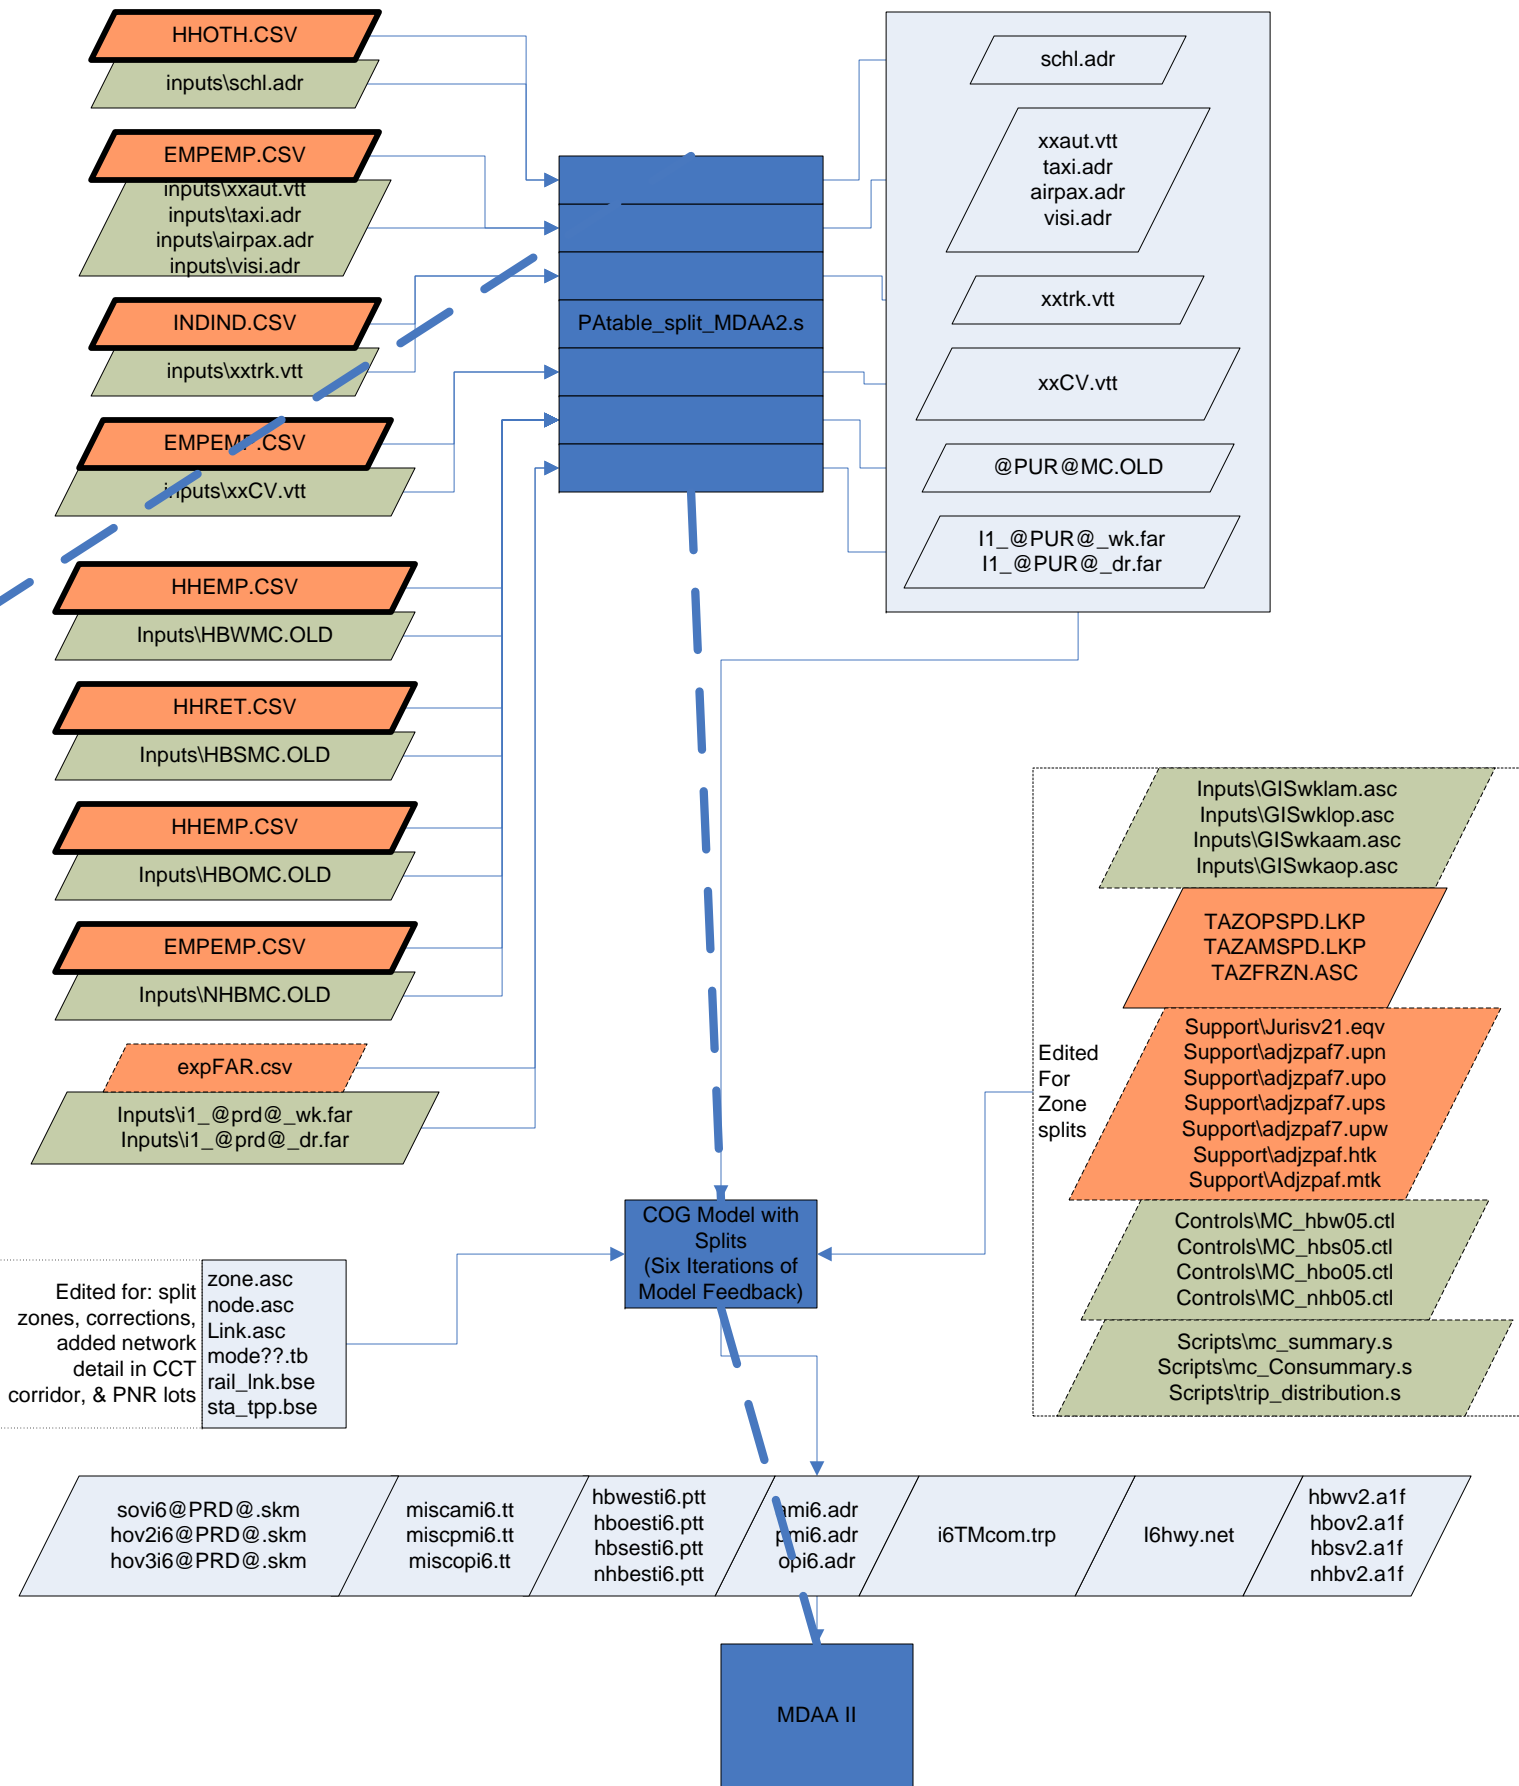 HHOTH.CSV
inputs\schl.adr
EMPEMP.CSV
inputs\xxaut.vtt
inputs\taxi.adr
inputs\airpax.adr
inputs\visi.adr
INDIND.CSV
inputs\xxtrk.vtt
EMPEMP.CSV
inputs\xxCV.vtt
HHEMP.CSV
Inputs\HBWMC.OLD
HHRET.CSV
Inputs\HBSMC.OLD
HHEMP.CSV
Inputs\HBOMC.OLD
EMPEMP.CSV
Inputs\NHBMC.OLD
expFAR.csv
Inputs\i1_@prd@_wk.far
Inputs\i1_@prd@_dr.far
PAtable_split_MDAA2.s
schl.adr
xxaut.vtt
taxi.adr
airpax.adr
visi.adr
xxtrk.vtt
xxCV.vtt
@PUR@MC.OLD
I1_@PUR@_wk.far
I1_@PUR@_dr.far
Edited
For
Zone
splits
Inputs\GISwklam.asc
Inputs\GISwklop.asc
Inputs\GISwkaam.asc
Inputs\GISwkaop.asc
TAZOPSPD.LKP
TAZAMSPD.LKP
TAZFRZN.ASC
Support\Jurisv21.eqv
Support\adjzpaf7.upn
Support\adjzpaf7.upo
Support\adjzpaf7.ups
Support\adjzpaf7.upw
Support\adjzpaf.htk
Support\Adjzpaf.mtk
Controls\MC_hbw05.ctl
Controls\MC_hbs05.ctl
Controls\MC_hbo05.ctl
Controls\MC_nhb05.ctl
Scripts\mc_summary.s
Scripts\mc_Consummary.s
Scripts\trip_distribution.s
COG Model with
Splits
(Six Iterations of
Model Feedback)
Edited for: split
zones, corrections,
added network
detail in CCT
corridor, & PNR lots
zone.asc
node.asc
Link.asc
mode??.tb
rail_lnk.bse
sta_tpp.bse
sovi6@PRD@.skm
hov2i6@PRD@.skm
hov3i6@PRD@.skm
miscami6.tt
miscpmi6.tt
miscopi6.tt
hbwesti6.ptt
hboesti6.ptt
hbsesti6.ptt
nhbesti6.ptt
ami6.adr
pmi6.adr
opi6.adr
i6TMcom.trp
I6hwy.net
hbwv2.a1f
hbov2.a1f
hbsv2.a1f
nhbv2.a1f
MDAA II